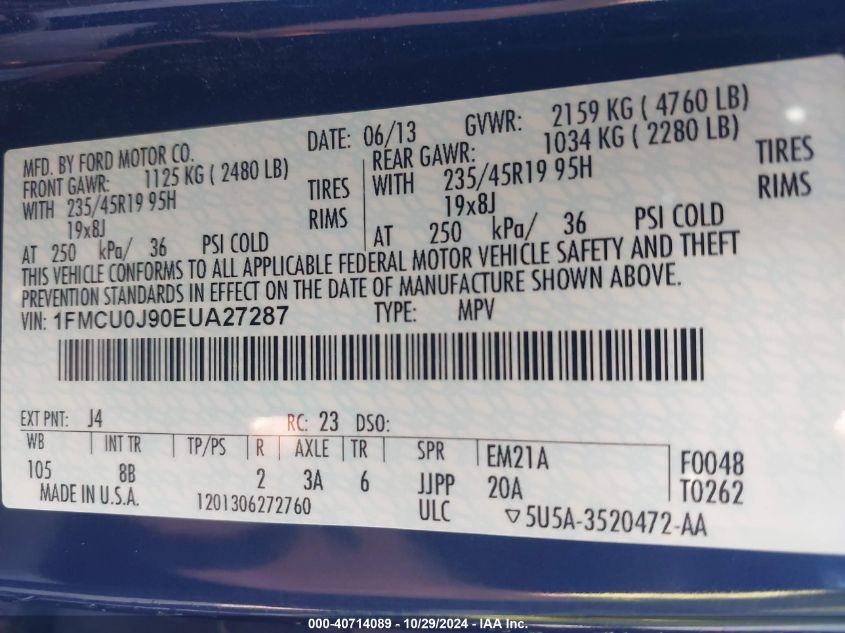 MFD. BY FORD MOTOR CO. DATE: 06/13 GVWR: 2159 KG ( 4760 LB)
FRONT GAWR: 1125 KG ( 2480 LB) REAR GAWR: 1034 KG ( 2280 LB)
WITH 235/45R19 95H TIRES WITH 235/45R19 95H TIRES
19x8J RIMS 19x8J RIMS
AT 250 kPa/ 36 PSI COLD AT 250 kPa/ 36 PSI COLD
THIS VEHICLE CONFORMS TO ALL APPLICABLE FEDERAL MOTOR VEHICLE SAFETY AND THEFT
PREVENTION STANDARDS IN EFFECT ON THE DATE OF MANUFACTURE SHOWN ABOVE.
VIN: 1FMCU0J90EUA27287 TYPE: MPV
EXT PNT: J4 RC: 23 DSO:
WB INT TR TP/PS R AXLE TR SPR EM21A F0048
105 8B 2 3A 6 JJPP 20A T0262
MADE IN U.S.A. 1201306272760 ULC ▽5U5A-3520472-AA
000-40714089 - 10/29/2024 - IAA Inc.